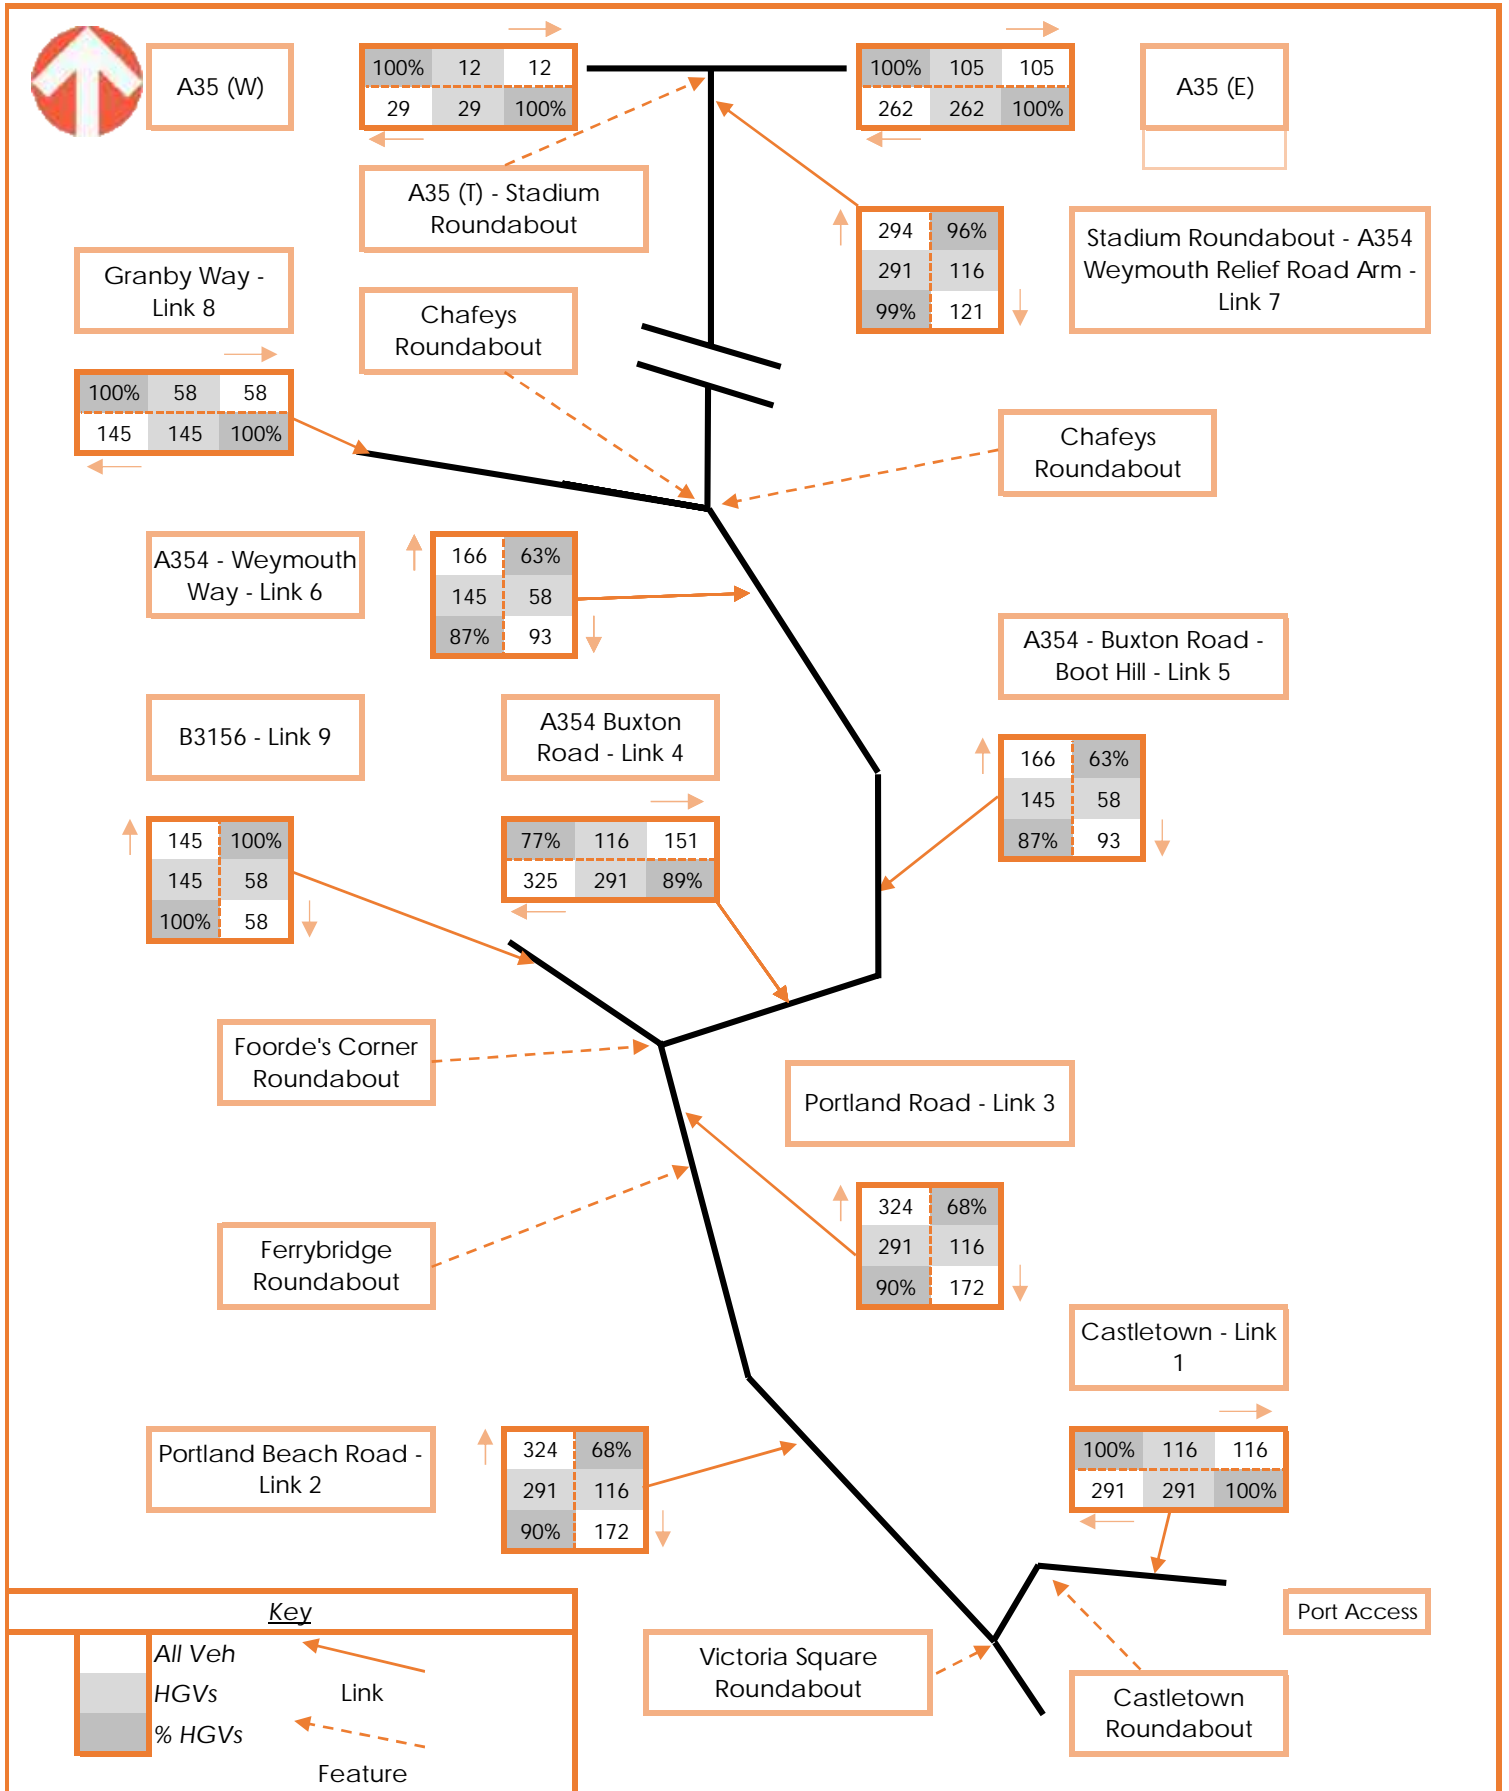 A35 (W)
100% 12 12
29 29 100%
100% 105 105
262 262 100%
A35 (E)
A35 (T) - Stadium
Roundabout
294 96%
291 116
99% 121
Stadium Roundabout - A354
Weymouth Relief Road Arm -
Link 7
Granby Way -
Link 8
Chafeys
Roundabout
100% 58 58
145 145 100%
Chafeys
Roundabout
A354 - Weymouth
Way - Link 6
166 63%
145 58
87% 93
A354 - Buxton Road -
Boot Hill - Link 5
B3156 - Link 9
A354 Buxton
Road - Link 4
166 63%
145 58
87% 93
145 100%
145 58
100% 58
77% 116 151
325 291 89%
Foorde's Corner
Roundabout
Portland Road - Link 3
324 68%
291 116
90% 172
Ferrybridge
Roundabout
Castletown - Link
1
Portland Beach Road -
Link 2
324 68%
291 116
90% 172
100% 116 116
291 291 100%
Port Access
Victoria Square
Roundabout
Castletown
Roundabout
Key
All Veh
HGVs
Link
% HGVs
Feature